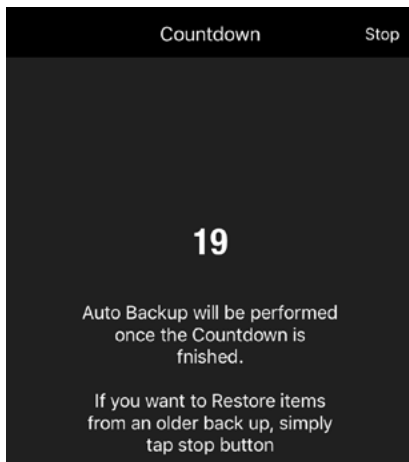 Countdown Stop
19
Auto Backup will be performed
once the Countdown is
fnished.
If you want to Restore items
from an older back up, simply
tap stop button